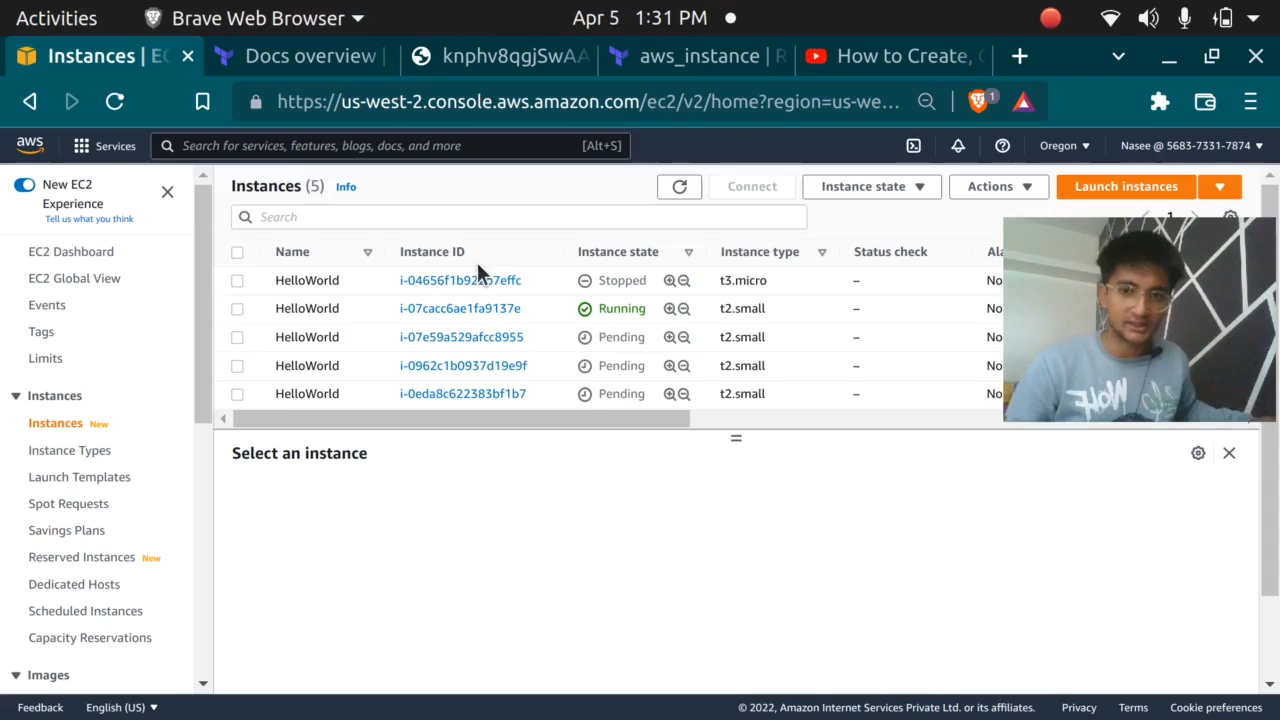 Activities Brave Web Browser Apr 5 1:31 PM
Instances | EC Docs overview | knphv8qgjSwAA aws_instance | R How to Create,
https://us-west-2.console.aws.amazon.com/ec2/v2/home?region=us-we... 1
aws Services Search for services, features, blogs, docs, and more [Alt+S] Oregon Nasee @ 5683-7331-7874
New EC2
Experience
Tell us what you think
EC2 Dashboard
EC2 Global View
Events
Tags
Limits
Instances
Instances New
Instance Types
Launch Templates
Spot Requests
Savings Plans
Reserved Instances New
Dedicated Hosts
Scheduled Instances
Capacity Reservations
Images
Instances (5) Info Connect Instance state Actions Launch instances
Search
Name Instance ID Instance state Instance type Status check Ala
HelloWorld Stopped t3.micro – No
HelloWorld i-07cacc6ae1fa9137e Running t2.small – No
HelloWorld i-07e59a529afcc8955 Pending t2.small – No
HelloWorld i-0962c1b0937d19e9f Pending t2.small – No
HelloWorld i-0eda8c622383bf1b7 Pending t2.small – No
Select an instance
Feedback English (US) © 2022, Amazon Internet Services Private Ltd. or its affiliates. Privacy Terms Cookie preferences